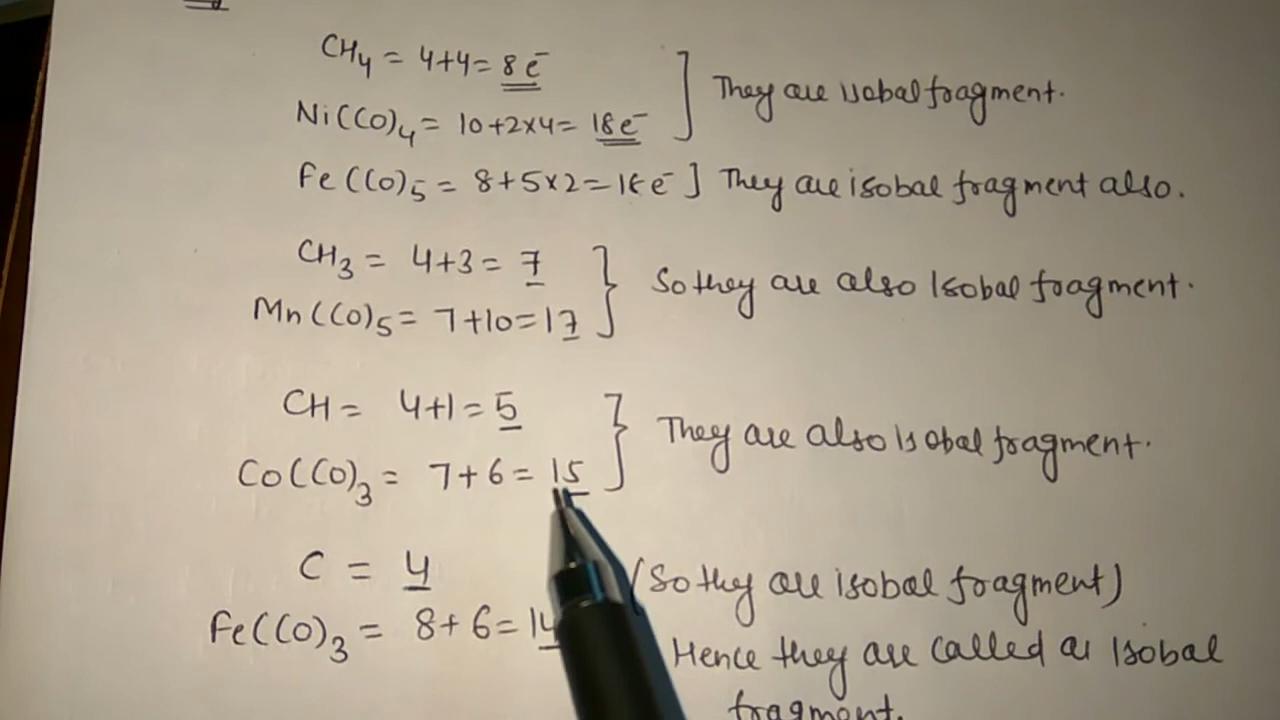 CH₄ = 4+4= 8e⁻
Ni(CO)₄ = 10+2×4= 18e⁻ ] They are isobal fragment.
Fe(CO)₅ = 8+5×2=18e⁻ ] They are isobal fragment also.
CH₃ = 4+3 = 7
Mn(CO)₅ = 7+10=17 } So they are also Isobal fragment.
CH = 4+1 = 5
Co(CO)₃ = 7+6 = 15 } They are also Isobal fragment.
C = 4 (So thy are isobal fragment)
Fe(CO)₃ = 8+6=14
Hence they are called as Isobal
fragment.